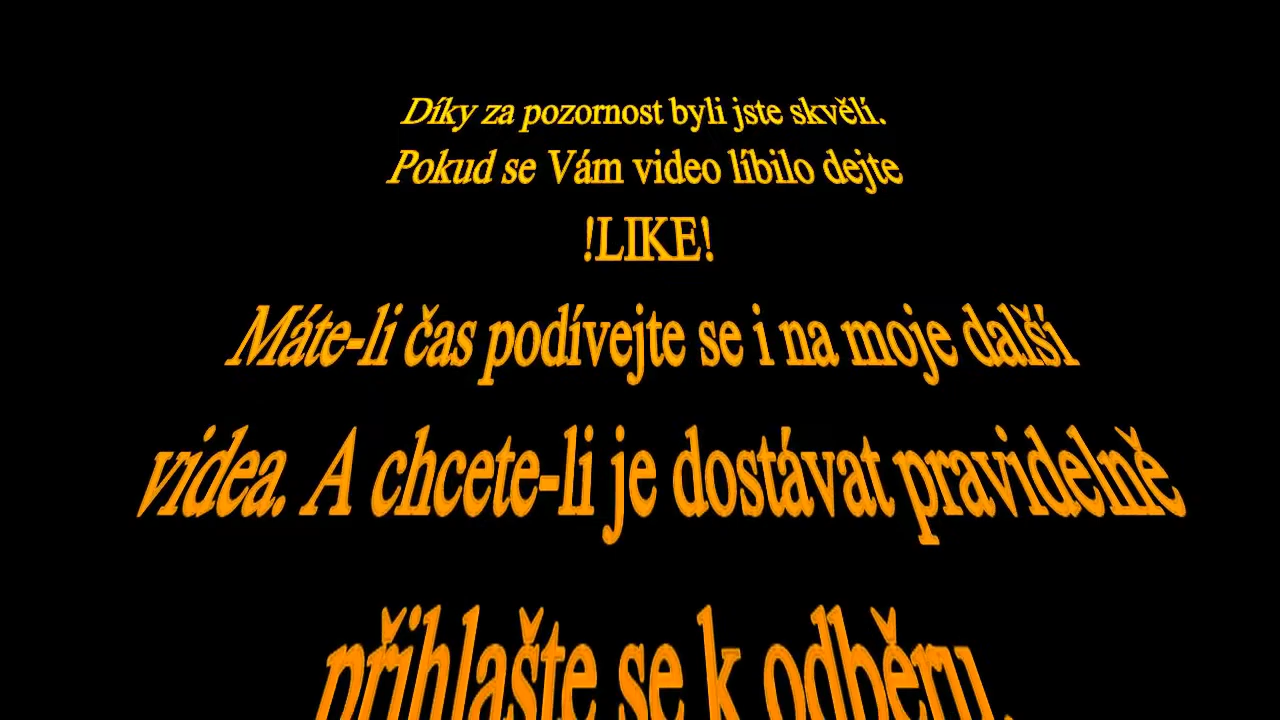 Díky za pozornost byli jste skvělí.
Pokud se Vám video líbilo dejte
!LIKE!
Máte-li čas podívejte se i na moje další
videa. A chcete-li je dostávat pravidelně
přihlašte se k odběru.